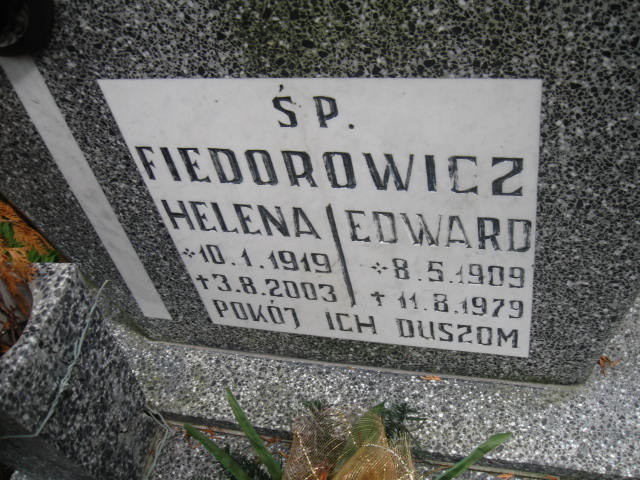 ŚP.
FIEDOROWICZ
HELENA EDWARD
*10.1.1919 *8.5.1909
†3.8.2003 †11.8.1979
POKÓJ ICH DUSZOM